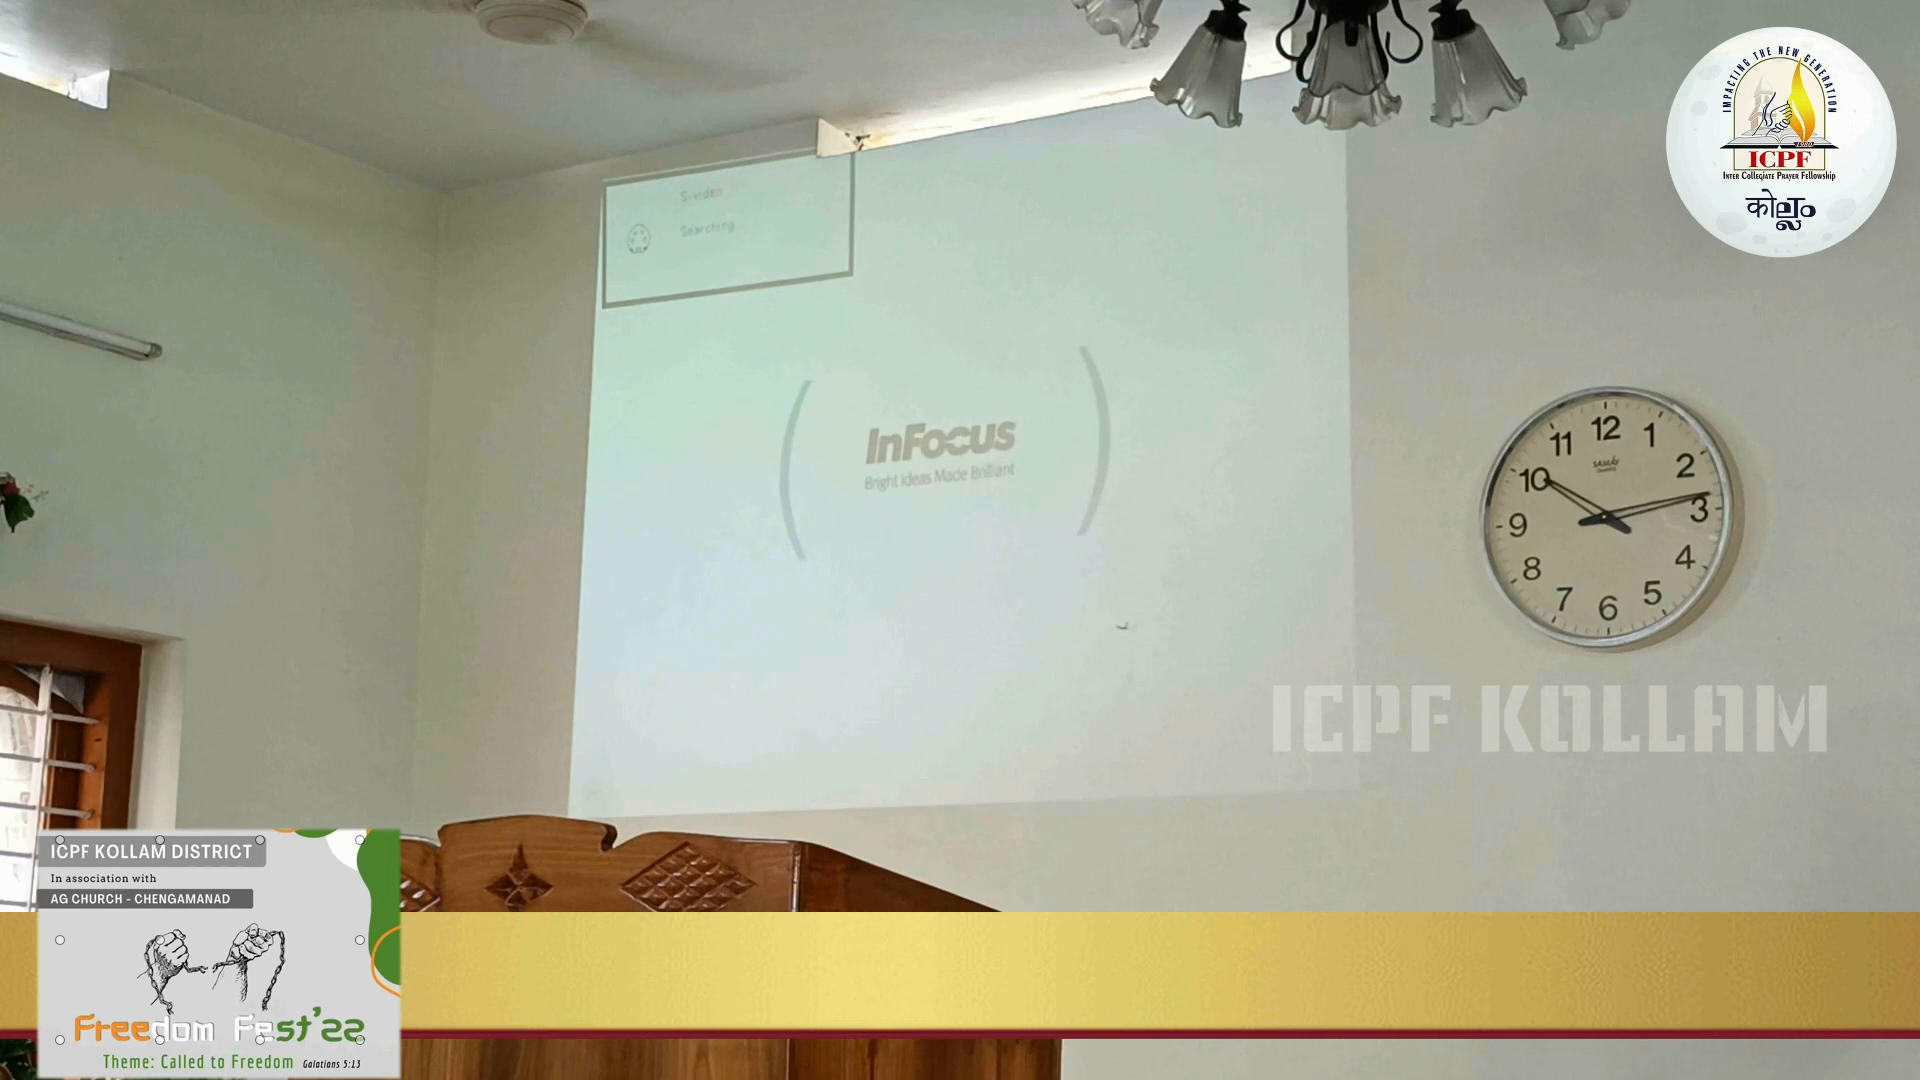 S-video
Searching
InFocus
Bright Ideas Made Brilliant
IMPACTING THE NEW GENERATION
ICPF
INTER COLLEGIATE PRAYER FELLOWSHIP
12
1
2
3
4
5
6
7
8
9
10
11
ICPF KOLLAM
ICPF KOLLAM DISTRICT
In association with
AG CHURCH - CHENGAMANAD
Freedom Fest'22
Theme: Called to Freedom Galatians 5:13